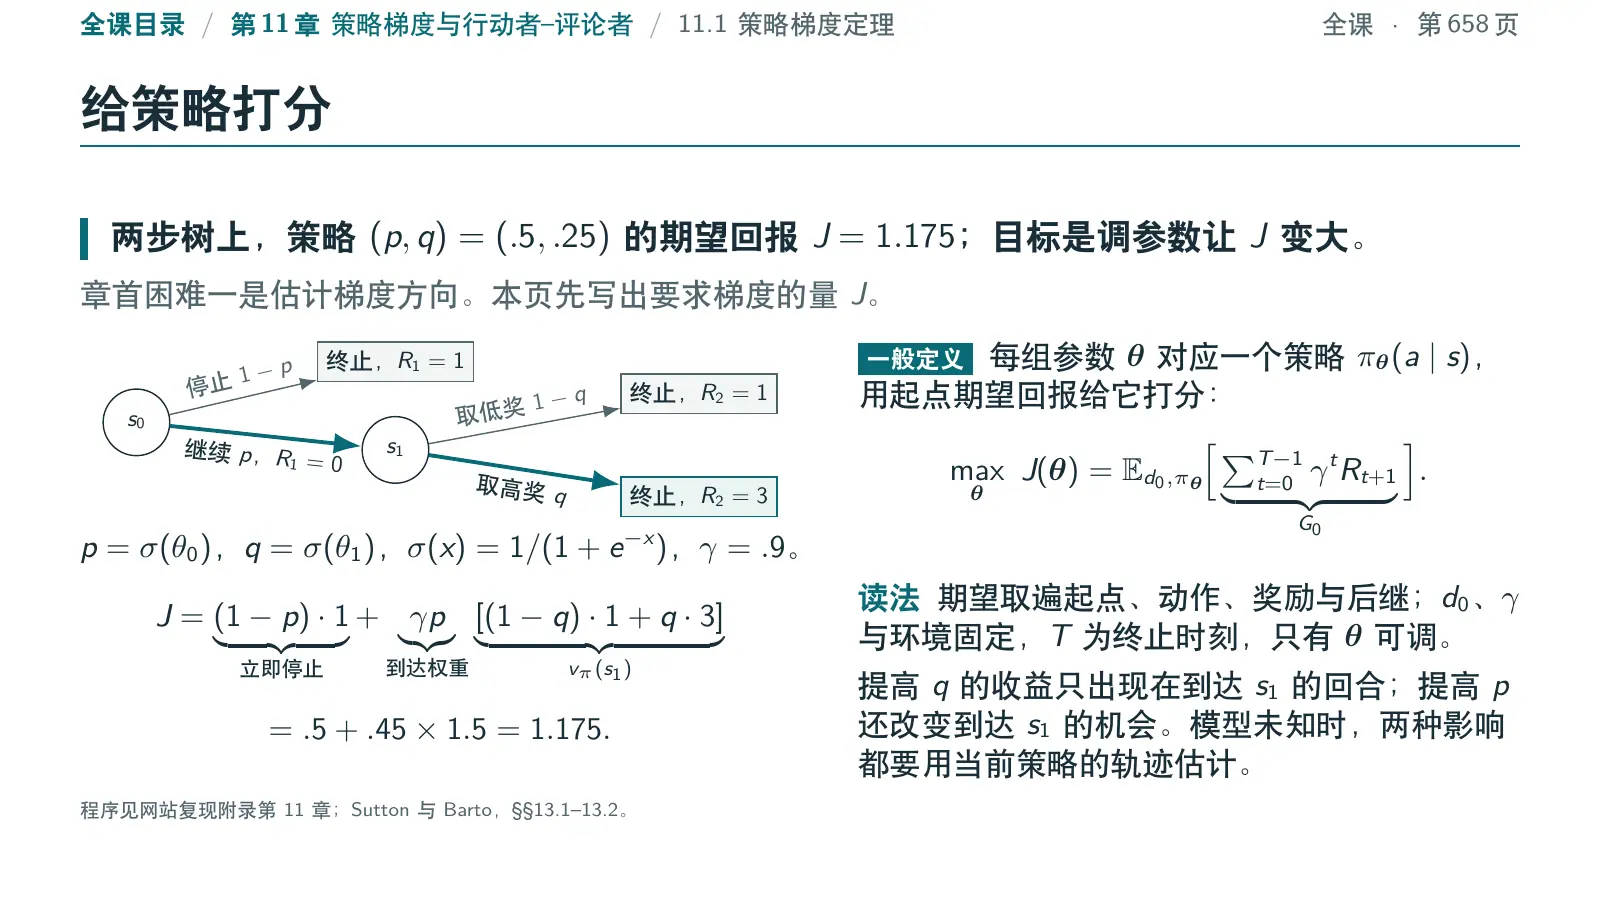 全课目录 / 第 11 章 策略梯度与行动者–评论者 / 11.1 策略梯度定理
全课 · 第 658 页
给策略打分
两步树上，策略 (p, q) = (.5, .25) 的期望回报 J = 1.175；目标是调参数让 J 变大。
章首困难一是估计梯度方向。本页先写出要求梯度的量 J。
s₀
停止 1 − p
终止，R₁ = 1
继续 p，R₁ = 0
s₁
取低奖 1 − q
终止，R₂ = 1
取高奖 q
终止，R₂ = 3
p = σ(θ₀)，q = σ(θ₁)，σ(x) = 1/(1 + e⁻ˣ)，γ = .9。
J = (1 − p) · 1 + γp [(1 − q) · 1 + q · 3]
立即停止 到达权重 v_π(s₁)
= .5 + .45 × 1.5 = 1.175.
程序见网站复现附录第 11 章；Sutton 与 Barto，§§13.1–13.2。
一般定义 每组参数 θ 对应一个策略 π_θ(a | s)，
用起点期望回报给它打分：
max_θ J(θ) = 𝔼_{d₀,π_θ}[∑_{t=0}^{T−1} γᵗR_{t+1}].
G₀
读法 期望取遍起点、动作、奖励与后继；d₀、γ
与环境固定，T 为终止时刻，只有 θ 可调。
提高 q 的收益只出现在到达 s₁ 的回合；提高 p
还改变到达 s₁ 的机会。模型未知时，两种影响
都要用当前策略的轨迹估计。